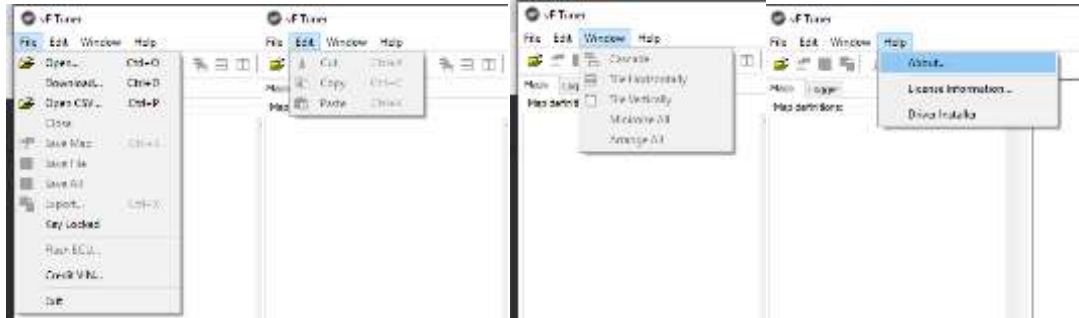 vF Tuner
File Edit Window Help
Open... Ctrl+O
Download... Ctrl+D
Open CSV... Ctrl+P
Close
Save Map
Save File
Save All
Export...
Key Locked
Flash ECU...
Credit VIN...
Exit
vF Tuner
File Edit Window Help
Cut
Copy
Paste
vF Tuner
File Edit Window Help
Cascade
Tile Horizontally
Tile Vertically
Minimize All
Arrange All
Maps
vF Tuner
File Edit Window Help
About...
License Information...
Driver Installer
Maps Logger
Map definitions: